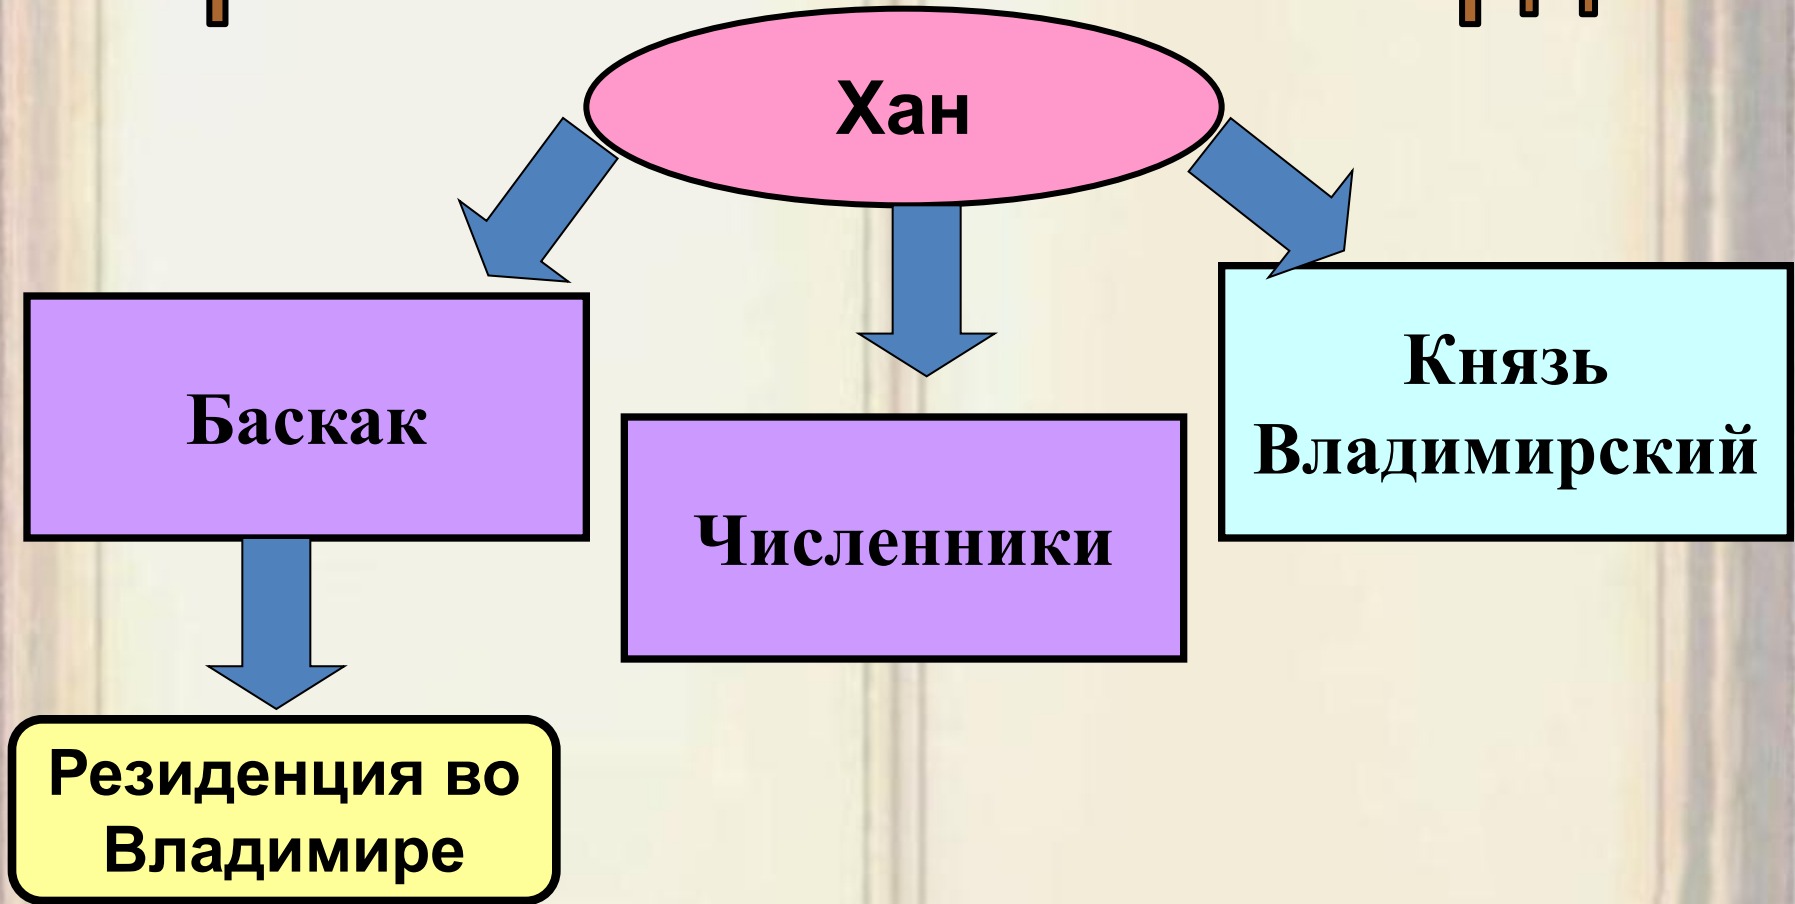 Хан
Баскак
Численники
Князь
Владимирский
Резиденция во
Владимире